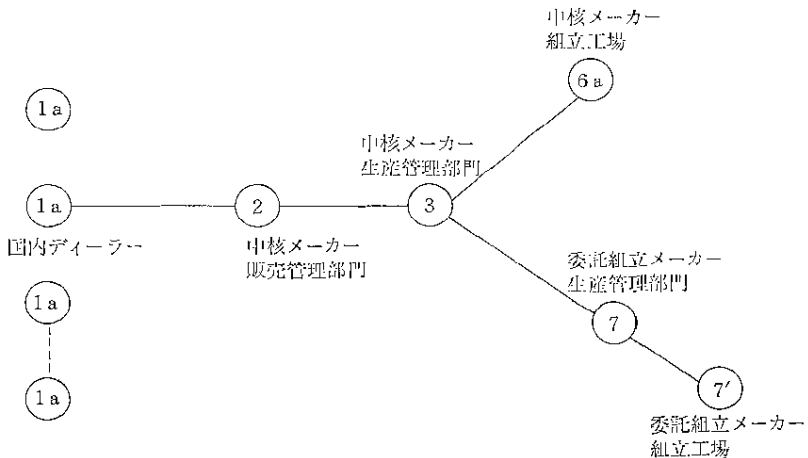 中核メーカー
組立工場
6a
1a
中核メーカー
生産管理部門
1a
2
3
国内ディーラー
中核メーカー
販売管理部門
委託組立メーカー
生産管理部門
1a
7
1a
7′
委託組立メーカー
組立工場